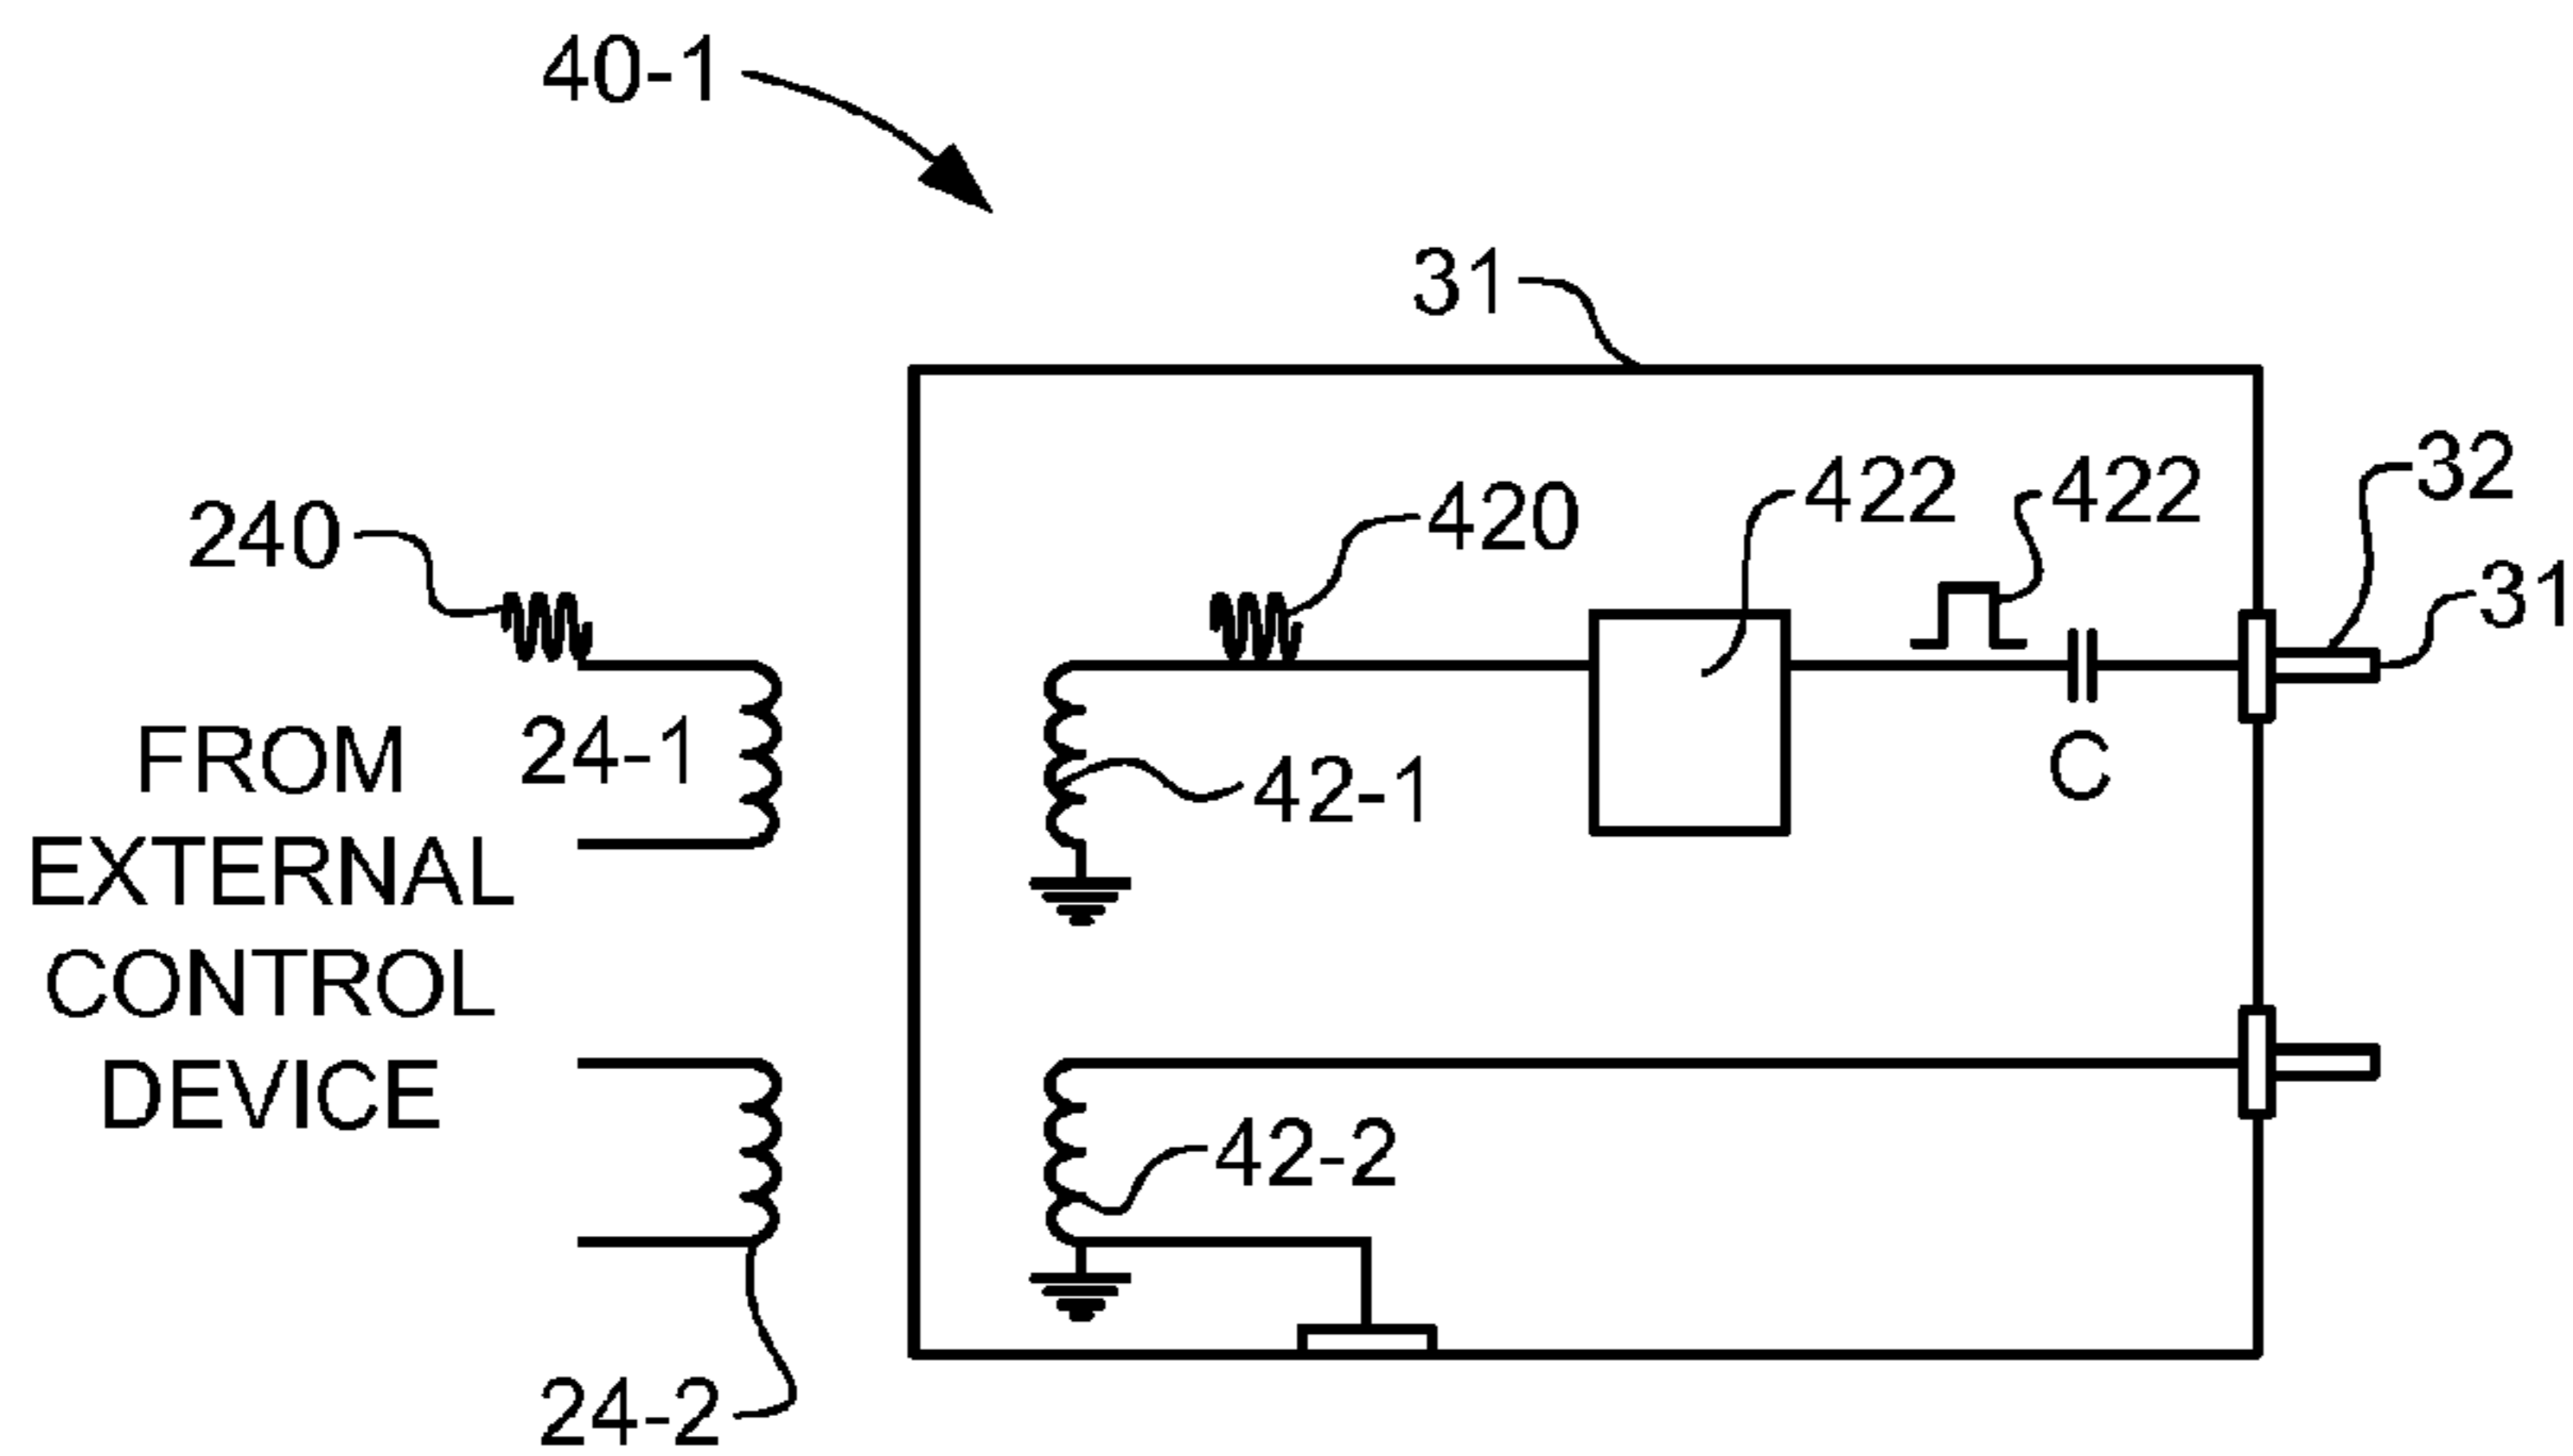 40-1
31
32
422
422
420
240
31
24-1
FROM
EXTERNAL
CONTROL
DEVICE
42-1
C
42-2
24-2